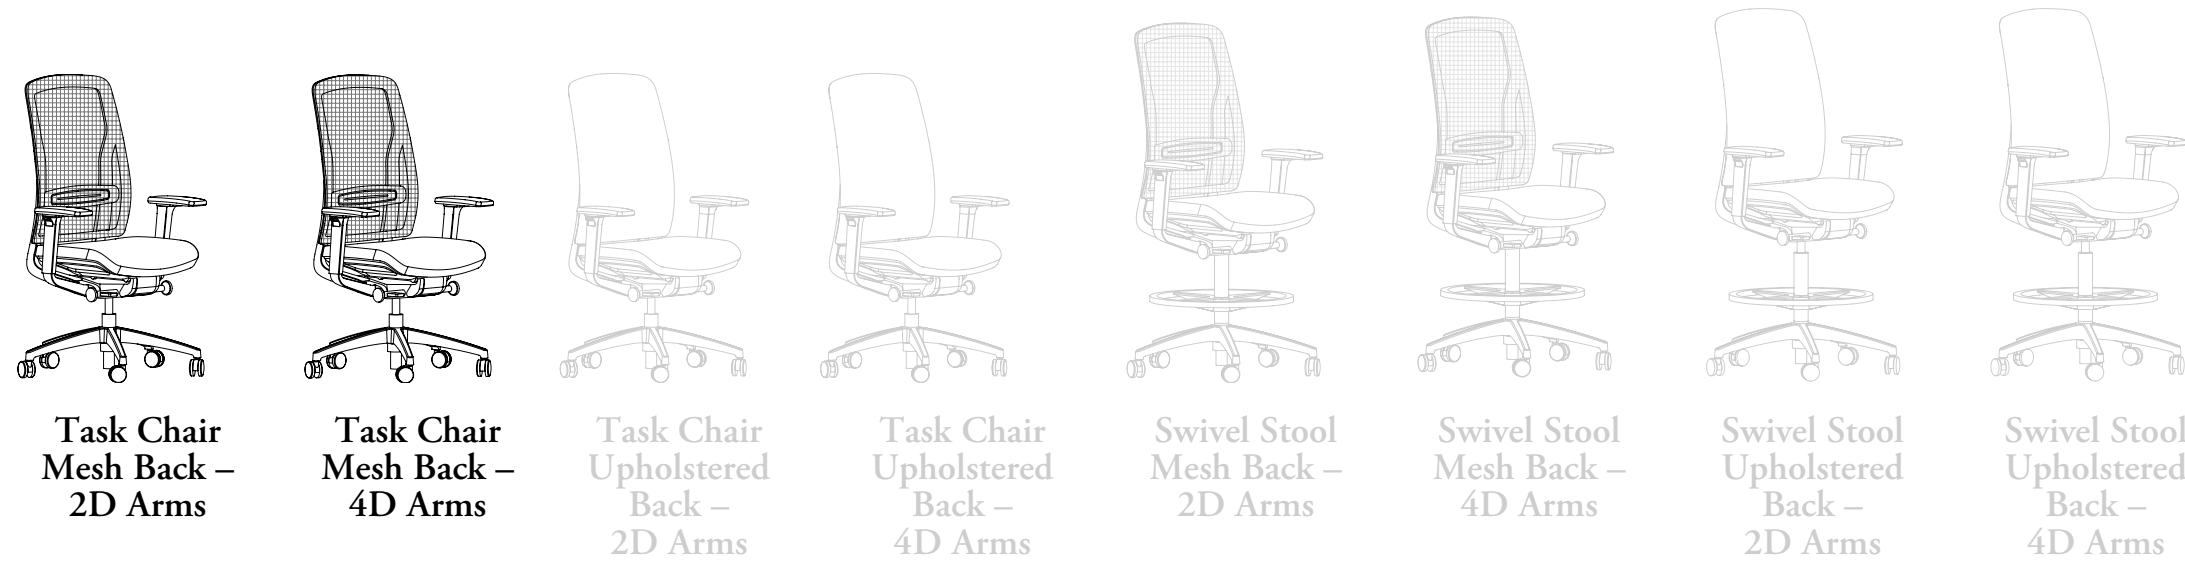 Task Chair
Mesh Back –
2D Arms
Task Chair
Mesh Back –
4D Arms
Task Chair
Upholstered
Back –
2D Arms
Task Chair
Upholstered
Back –
4D Arms
Swivel Stool
Mesh Back –
2D Arms
Swivel Stool
Mesh Back –
4D Arms
Swivel Stool
Upholstered
Back –
2D Arms
Swivel Stool
Upholstered
Back –
4D Arms